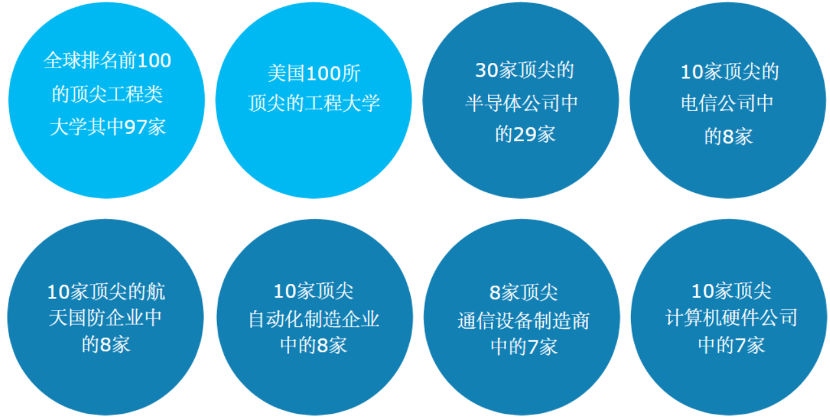 全球排名前100
的顶尖工程类
大学其中97家
美国100所
顶尖的工程大学
30家顶尖的
半导体公司中
的29家
10家顶尖的
电信公司中
的8家
10家顶尖的航
天国防企业中
的8家
10家顶尖
自动化制造企业
中的8家
8家顶尖
通信设备制造商
中的7家
10家顶尖
计算机硬件公司
中的7家